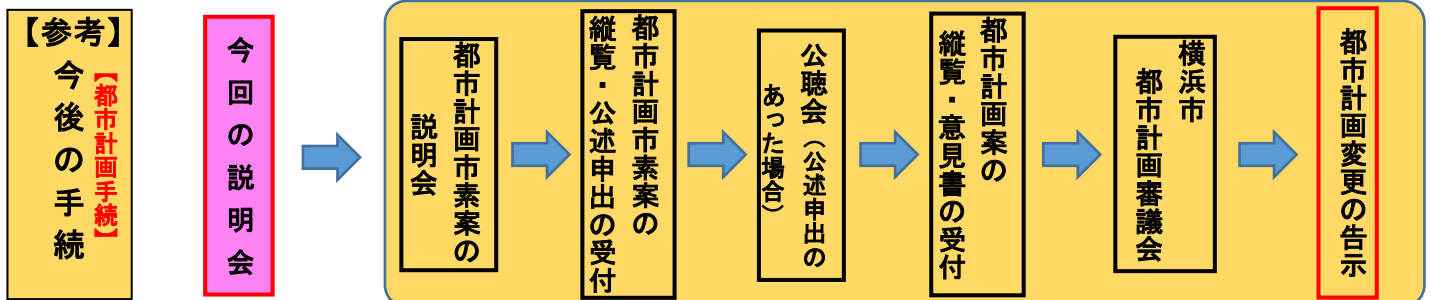 【参考】
今後の手続
【都市計画手続】
今回の説明会
都市計画市素案の
説明会
都市計画市素案の
縦覧・公述申出の受付
公聴会（公述申出の
あった場合）
都市計画案の
縦覧・意見書の受付
横浜市
都市計画審議会
都市計画変更の告示